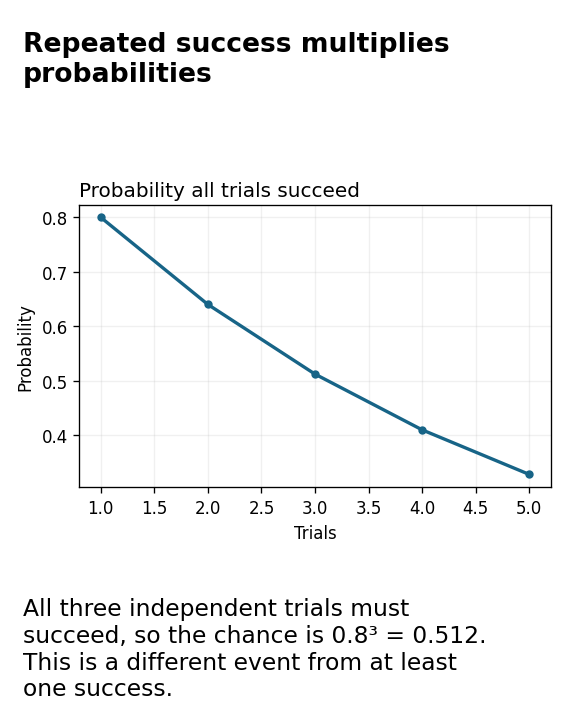 Repeated success multiplies
probabilities
Probability all trials succeed
0.8
0.7
0.6
0.5
0.4
Probability
1.0 1.5 2.0 2.5 3.0 3.5 4.0 4.5 5.0
Trials
All three independent trials must
succeed, so the chance is 0.8³ = 0.512.
This is a different event from at least
one success.